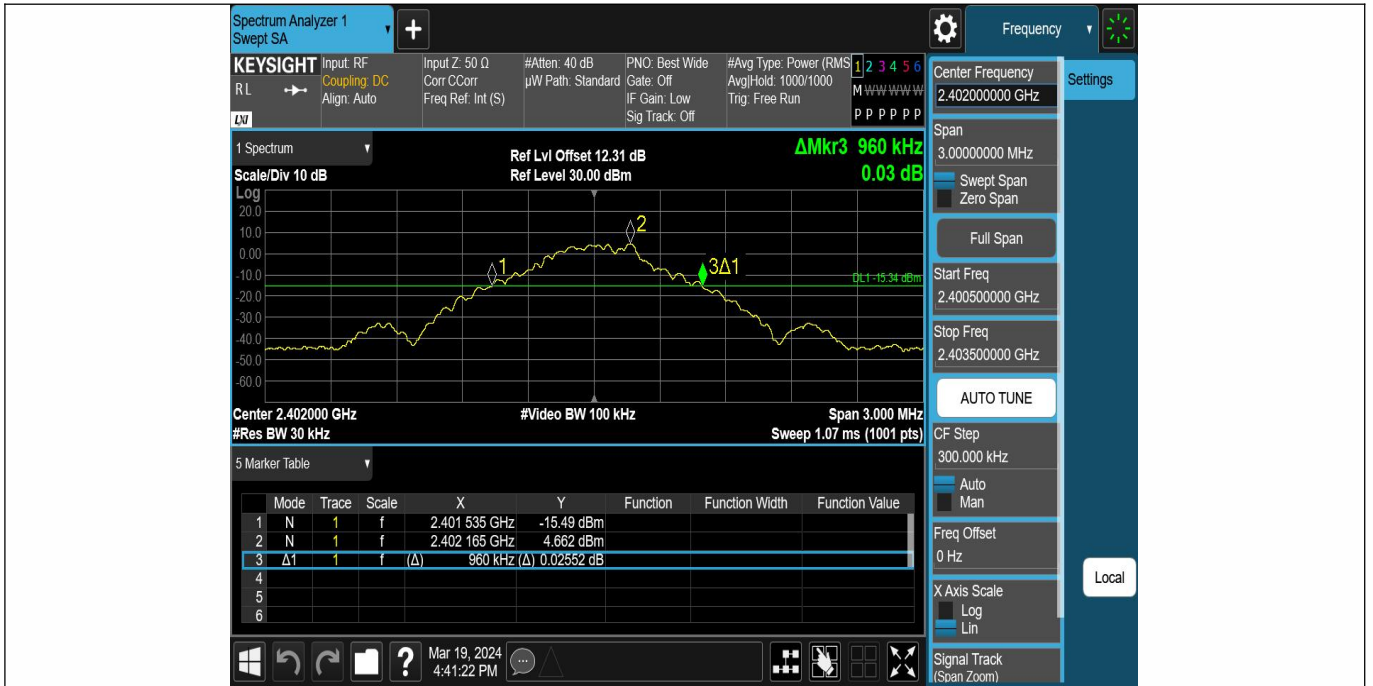 Spectrum Analyzer 1
Swept SA
+
Frequency
KEYSIGHT
RL
LXI
Input: RF
Coupling: DC
Align: Auto
Input Z: 50 Ω
Corr CCorr
Freq Ref: Int (S)
#Atten: 40 dB
µW Path: Standard
PNO: Best Wide
Gate: Off
IF Gain: Low
Sig Track: Off
#Avg Type: Power (RMS
Avg|Hold: 1000/1000
Trig: Free Run
1 2 3 4 5 6
M W W W W W
P P P P P P
1 Spectrum
Scale/Div 10 dB
Ref Lvl Offset 12.31 dB
Ref Level 30.00 dBm
ΔMkr3 960 kHz
0.03 dB
Log
20.0
10.0
0.00
-10.0
-20.0
-30.0
-40.0
-50.0
-60.0
1
2
3Δ1
DL1 -15.34 dBm
Center 2.402000 GHz
#Video BW 100 kHz
Span 3.000 MHz
#Res BW 30 kHz
Sweep 1.07 ms (1001 pts)
5 Marker Table
Mode Trace Scale X Y Function Function Width Function Value
1 N 1 f 2.401 535 GHz -15.49 dBm
2 N 1 f 2.402 165 GHz 4.662 dBm
3 Δ1 1 f (Δ) 960 kHz (Δ) 0.02552 dB
4
5
6
?
Mar 19, 2024
4:41:22 PM
Center Frequency
2.402000000 GHz
Span
3.00000000 MHz
Swept Span
Zero Span
Full Span
Start Freq
2.400500000 GHz
Stop Freq
2.403500000 GHz
AUTO TUNE
CF Step
300.000 kHz
Auto
Man
Freq Offset
0 Hz
X Axis Scale
Log
Lin
Signal Track
(Span Zoom)
Settings
Local